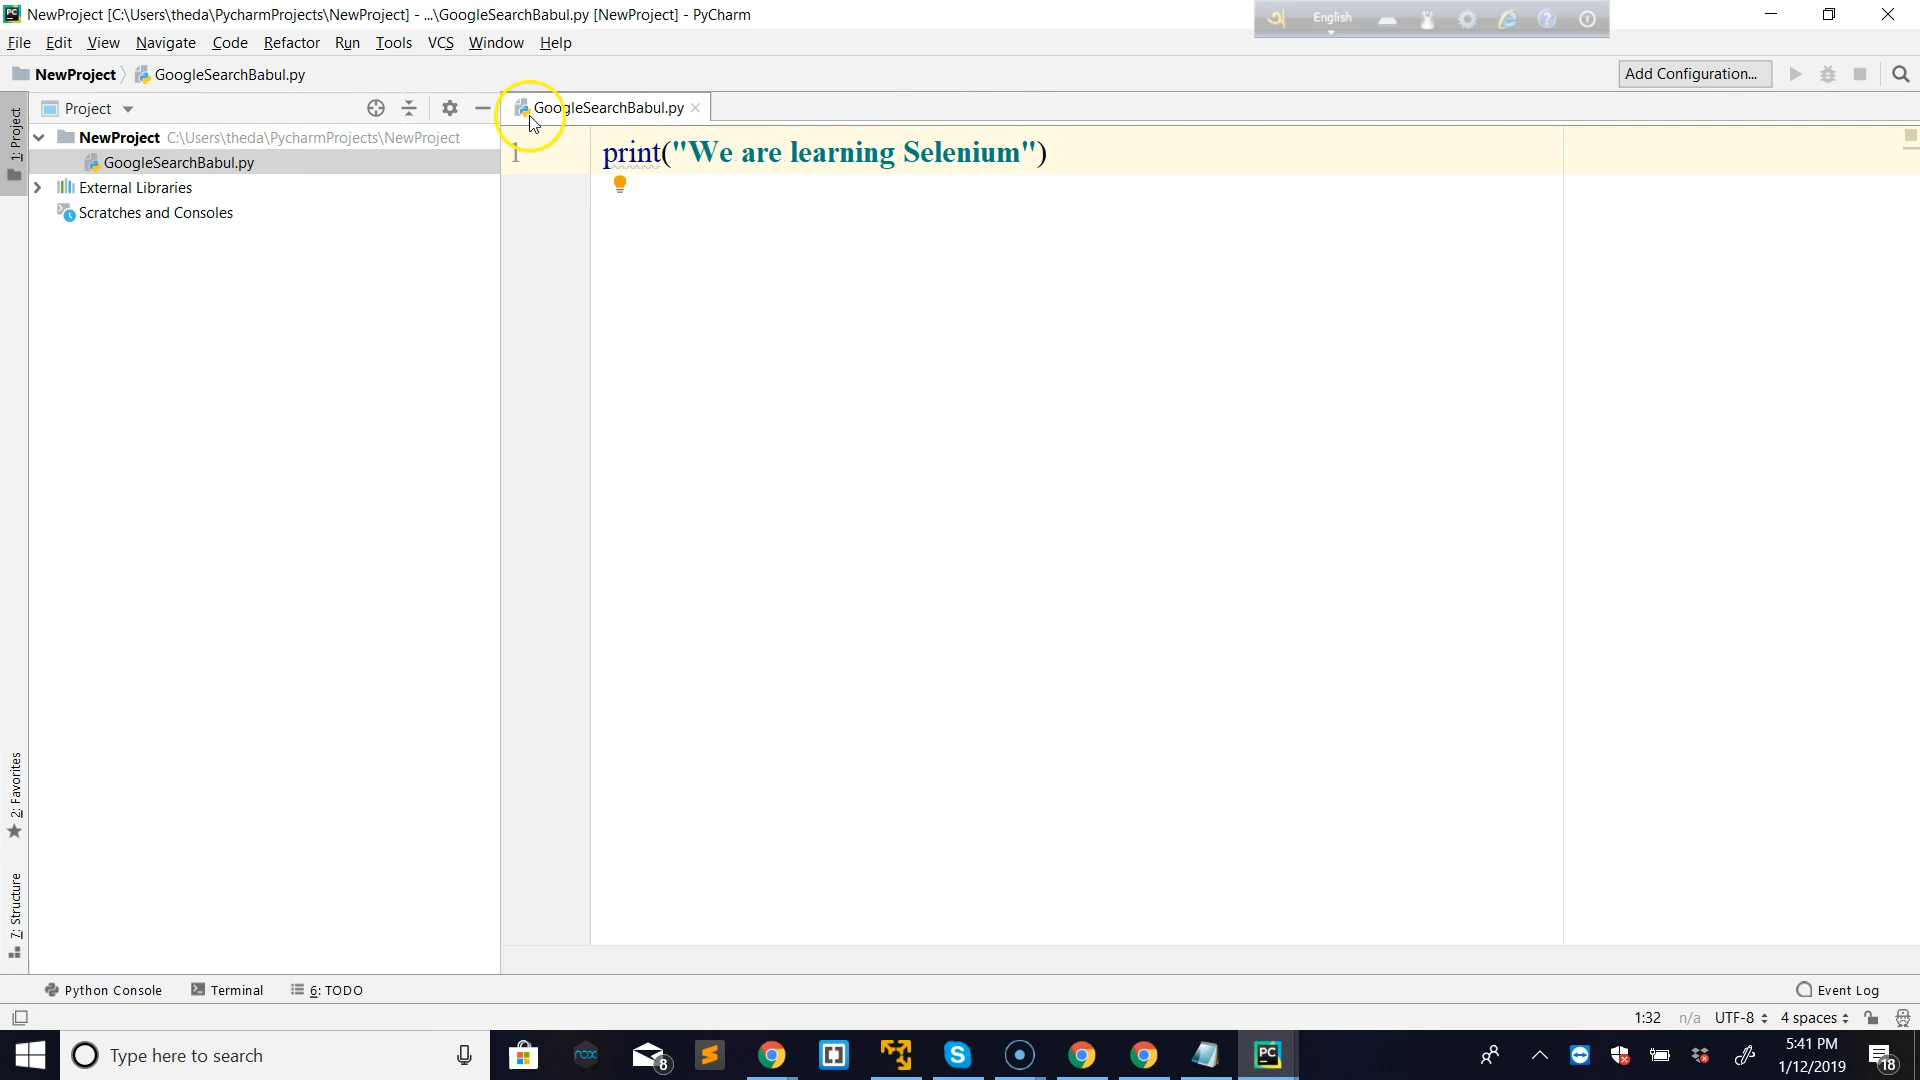 NewProject [C:\Users\theda\PycharmProjects\NewProject] - ...\GoogleSearchBabul.py [NewProject] - PyCharm
English
File Edit View Navigate Code Refactor Run Tools VCS Window Help
NewProject GoogleSearchBabul.py
Add Configuration...
Project
GoogleSearchBabul.py
1: Project
NewProject C:\Users\theda\PycharmProjects\NewProject
GoogleSearchBabul.py
External Libraries
Scratches and Consoles
1 print("We are learning Selenium")
2: Favorites
7: Structure
Python Console Terminal 6: TODO
Event Log
1:32 n/a UTF-8 4 spaces
Type here to search
nox
8
PC
5:41 PM
1/12/2019
18